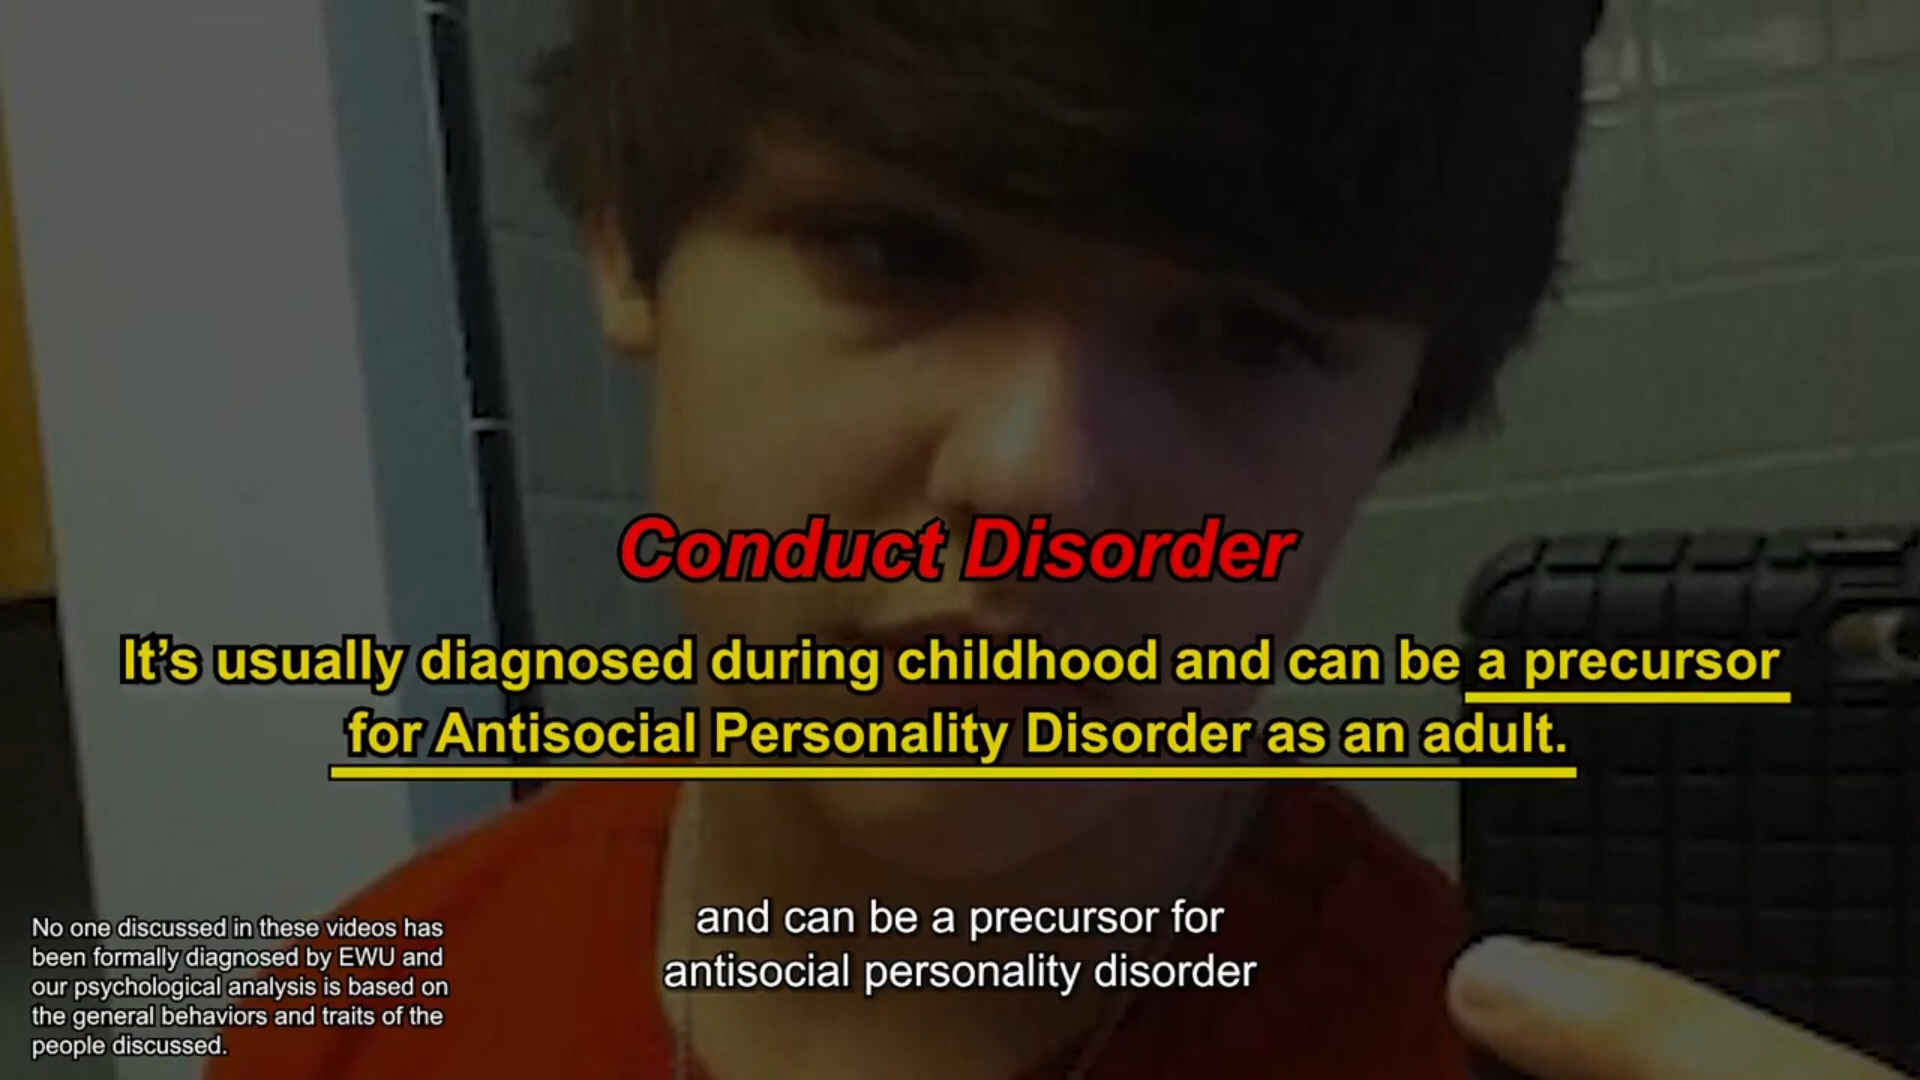 Conduct Disorder
It's usually diagnosed during childhood and can be a precursor
for Antisocial Personality Disorder as an adult.
and can be a precursor for
antisocial personality disorder
No one discussed in these videos has
been formally diagnosed by EWU and
our psychological analysis is based on
the general behaviors and traits of the
people discussed.